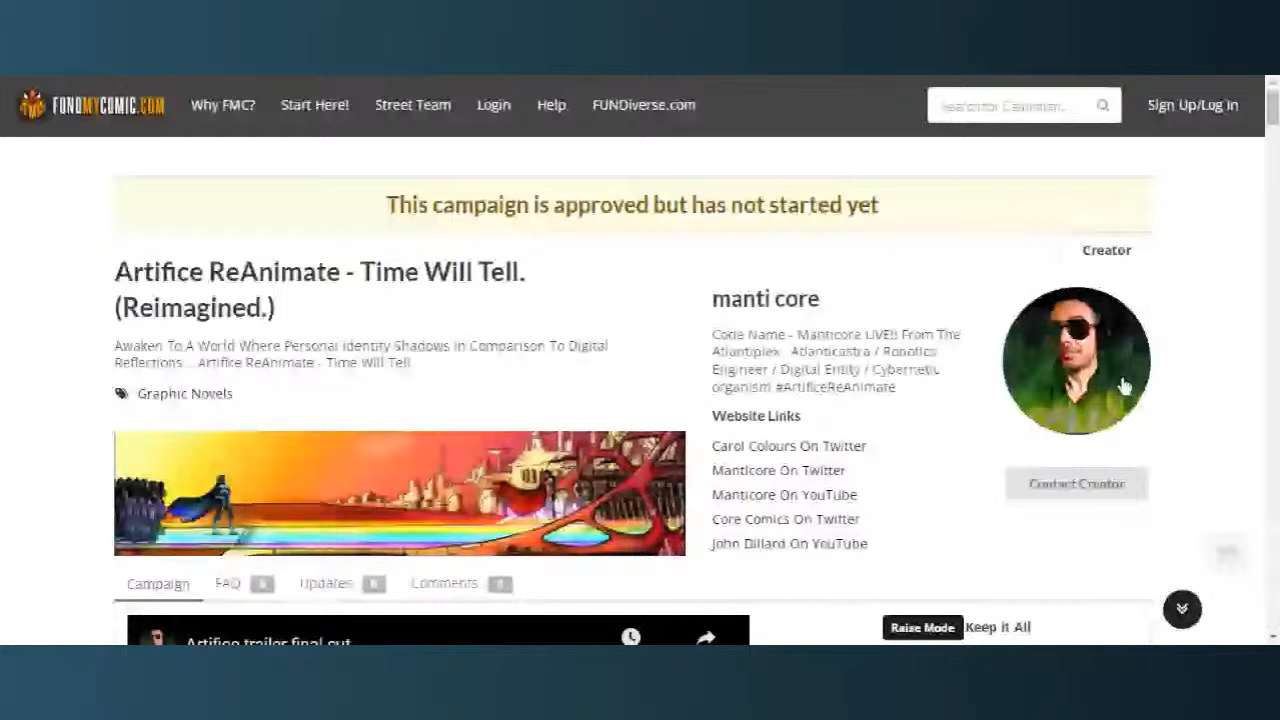 FUNDMYCOMIC.COM
Why FMC?
Start Here!
Street Team
Login
Help
FUNDiverse.com
Search for Campaign...
Sign Up/Log in
This campaign is approved but has not started yet
Artifice ReAnimate - Time Will Tell.
(Reimagined.)
Awaken To A World Where Personal Identity Shadows In Comparison To Digital
Reflections... Artifice ReAnimate - Time Will Tell
Graphic Novels
Creator
manti core
Code Name - Manticore LIVE!! From The
Atlantiplex - Atlanticastra / Robotics
Engineer / Digital Entity / Cybernetic
organism #ArtificeReAnimate
Website Links
Carol Colours On Twitter
Manticore On Twitter
Manticore On YouTube
Core Comics On Twitter
John Dillard On YouTube
Contact Creator
Campaign
FAQ
Updates
Comments
Artifice trailer final cut
Raise Mode Keep it All